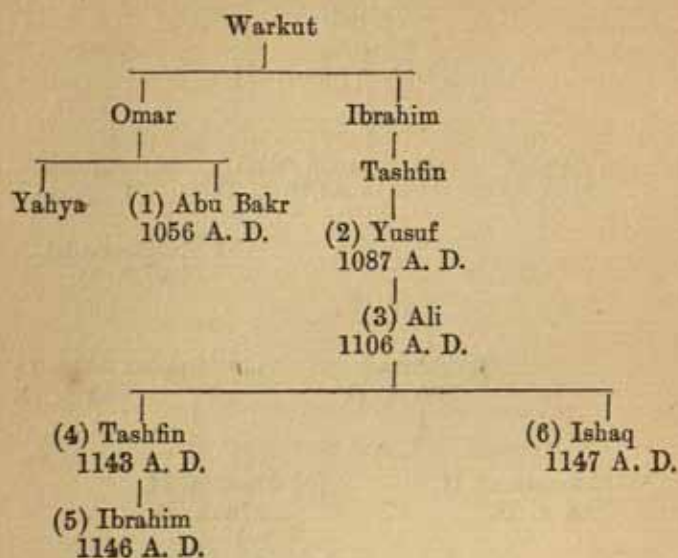 Warkut
Omar Ibrahim
Tashfin
Yahya (1) Abu Bakr
1056 A. D. (2) Yusuf
1087 A. D.
(3) Ali
1106 A. D.
(4) Tashfin (6) Ishaq
1143 A. D. 1147 A. D.
(5) Ibrahim
1146 A. D.